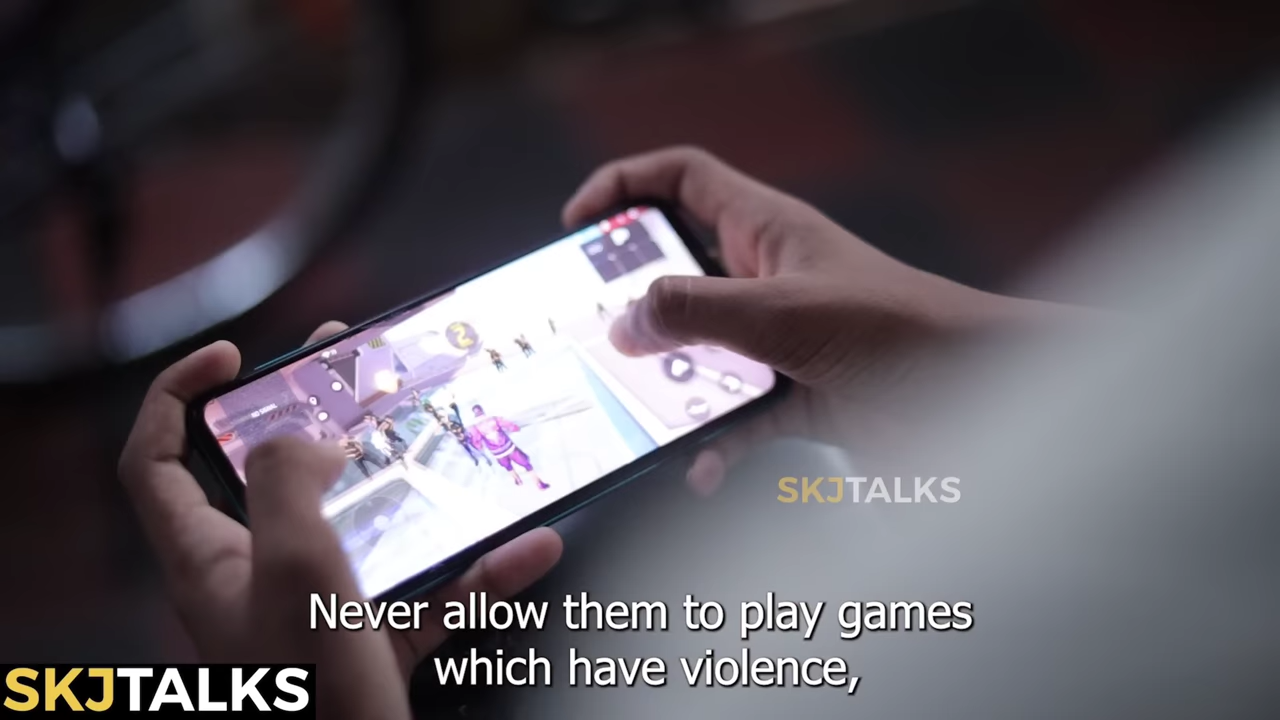 SKJTALKS
Never allow them to play games
which have violence,
SKJTALKS